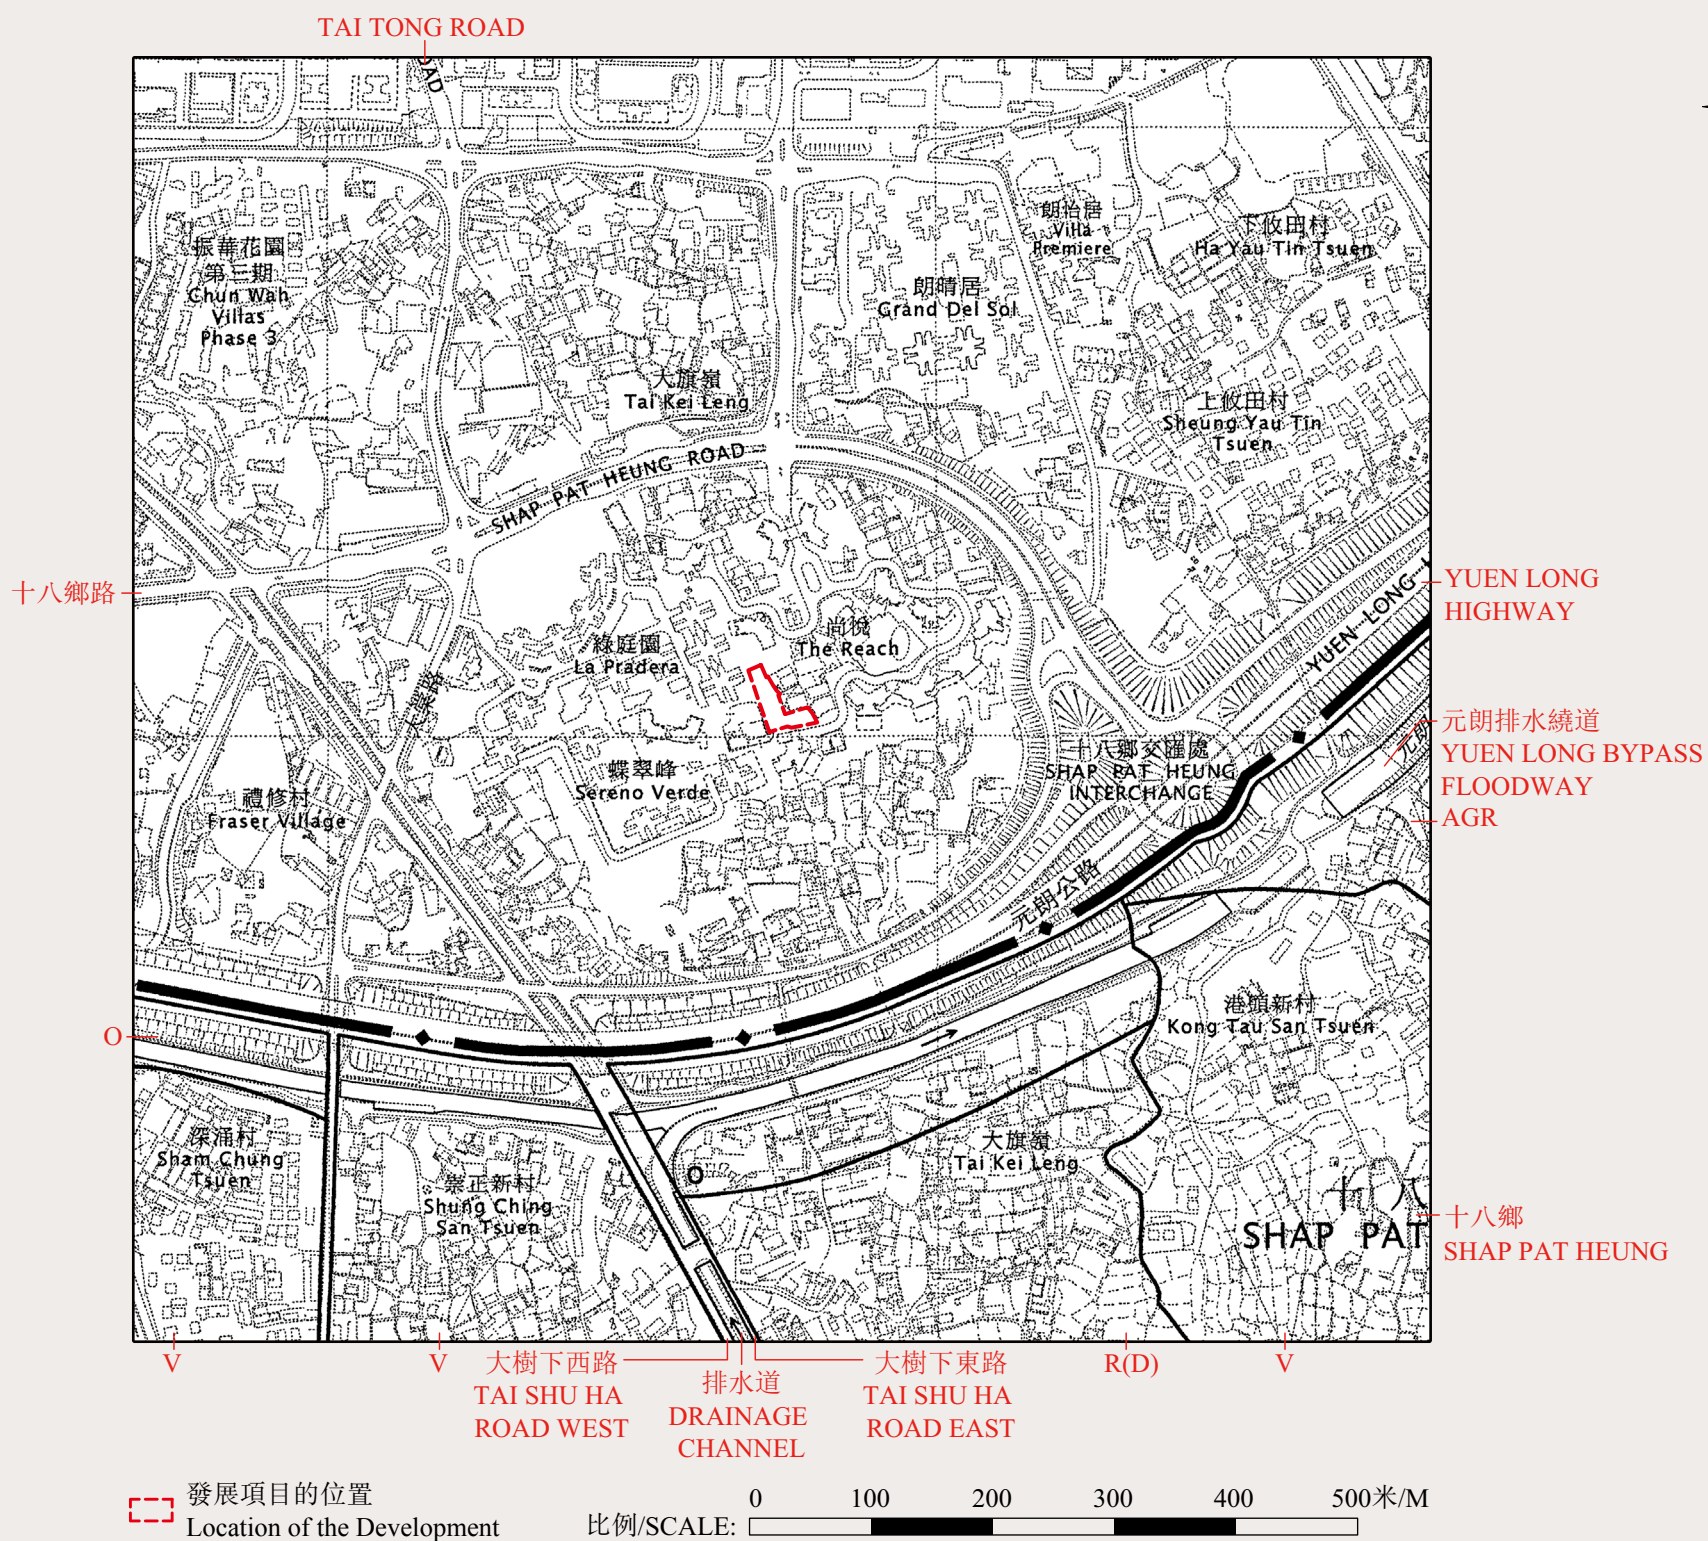 TAI TONG ROAD
OAD
振華花園
第三期
Chun Wah
Villas
Phase 3
朗怡居
Villa
Premiere
下攸田村
Ha Yau Tin Tsuen
朗晴居
Grand Del Sol
大旗嶺
Tai Kei Leng
上攸田村
Sheung Yau Tin
Tsuen
SHAP PAT HEUNG ROAD
十八鄉路
YUEN LONG
HIGHWAY
YUEN LONG
綠庭園
La Pradera
尚悅
The Reach
大棠路
元朗排水繞道
YUEN LONG BYPASS
FLOODWAY
AGR
元朗
十八鄉交匯處
SHAP PAT HEUNG
INTERCHANGE
蝶翠峰
Sereno Verde
禮修村
Fraser Village
元朗公路
O
港頭新村
Kong Tau San Tsuen
深涌村
Sham Chung
Tsuen
崇正新村
Shung Ching
San Tsuen
O
大旗嶺
Tai Kei Leng
十八
SHAP PAT
十八鄉
SHAP PAT HEUNG
V
V
大樹下西路
TAI SHU HA
ROAD WEST
排水道
DRAINAGE
CHANNEL
大樹下東路
TAI SHU HA
ROAD EAST
R(D)
V
發展項目的位置
Location of the Development
比例/SCALE:
0 100 200 300 400 500米/M